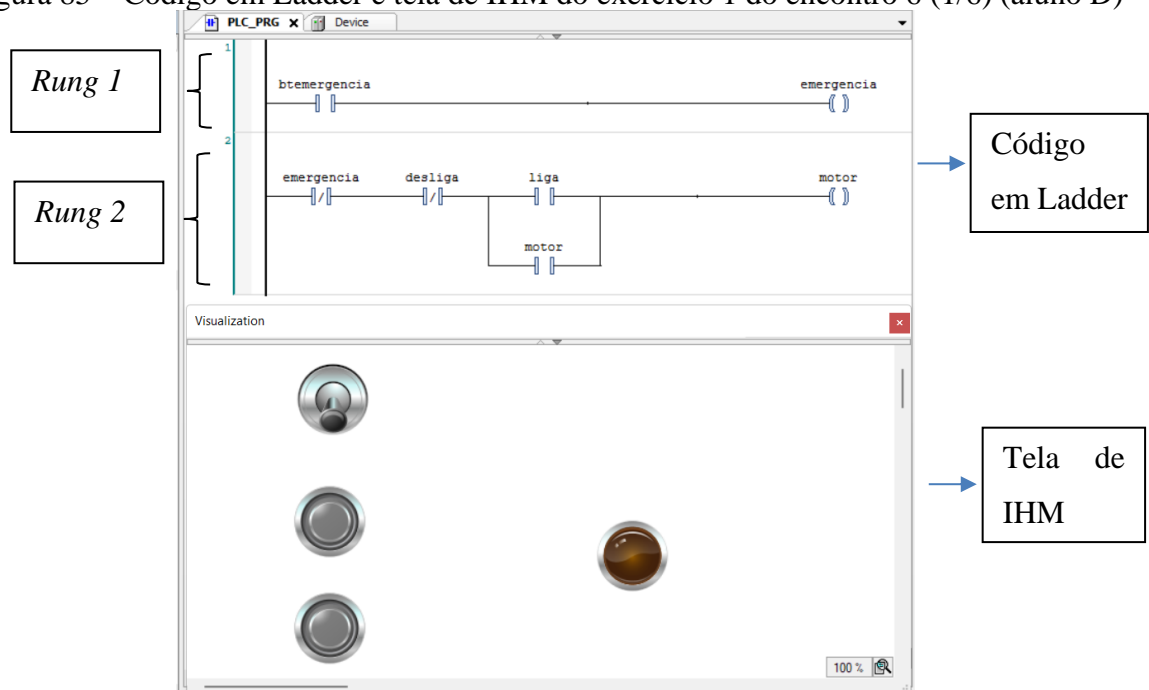 gura 83 – Código em Ladder e tela de IHM do exercício 1 do encontro 6 (1/6) (aluno D)
PLC_PRG X Device
1
Rung 1
btemergencia emergencia
2
Código
em Ladder
Rung 2
emergencia desliga liga motor
motor
Visualization
Tela de
IHM
100 %